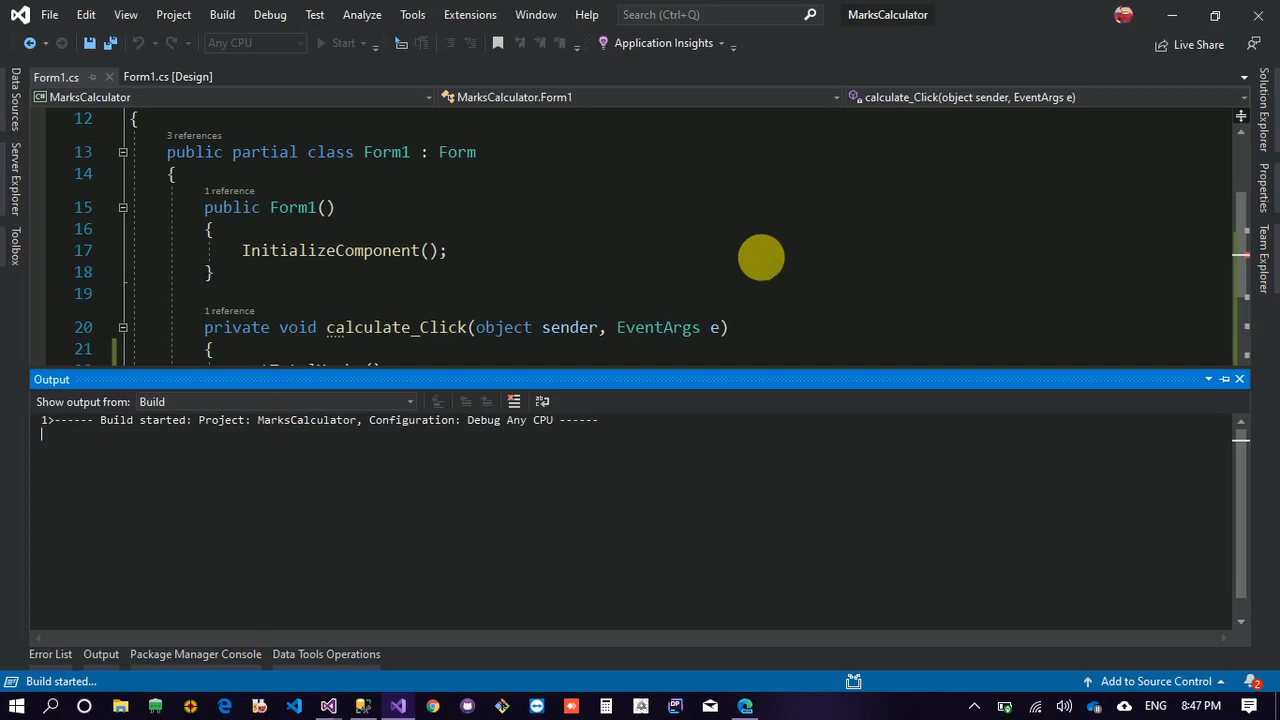 File Edit View Project Build Debug Test Analyze Tools Extensions Window Help Search (Ctrl+Q) MarksCalculator
Any CPU Start Application Insights Live Share
Form1.cs Form1.cs [Design]
MarksCalculator MarksCalculator.Form1 calculate_Click(object sender, EventArgs e)
Data Sources
Server Explorer
Toolbox
12 {
3 references
13 public partial class Form1 : Form
14 {
1 reference
15 public Form1()
16 {
17 InitializeComponent();
18 }
19
1 reference
20 private void calculate_Click(object sender, EventArgs e)
21 {
Solution Explorer
Properties
Team Explorer
Output
Show output from: Build
1>------ Build started: Project: MarksCalculator, Configuration: Debug Any CPU ------
Error List Output Package Manager Console Data Tools Operations
Build started... Add to Source Control 2
ENG 8:47 PM